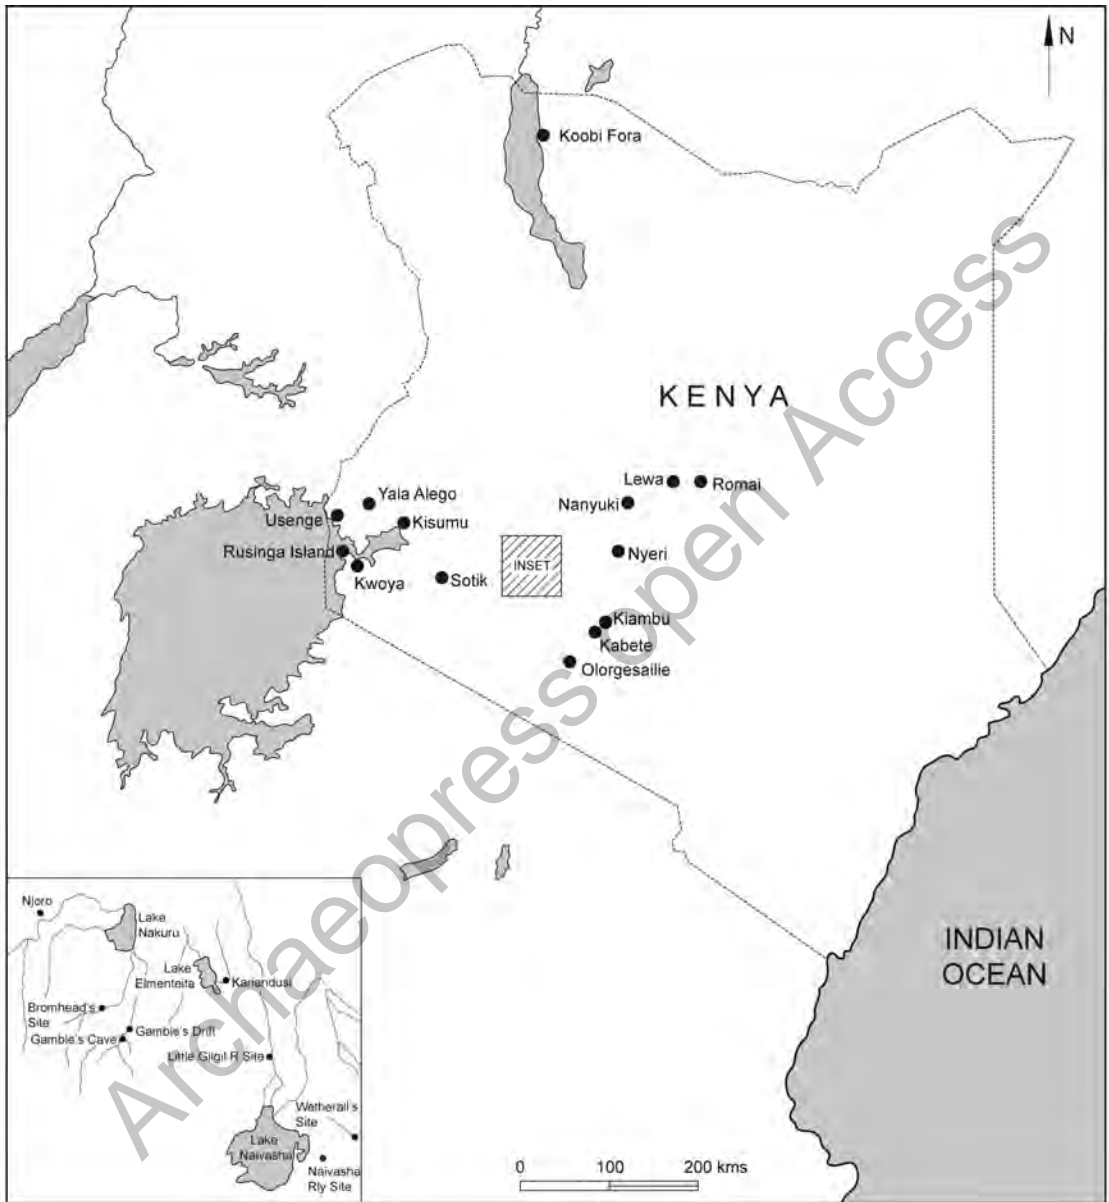 N
Koobi Fora
KENYA
Lewa
Romai
Nanyuki
Yala Alego
Usenge
Kisumu
Rusinga Island
Nyeri
INSET
Kwoya
Sotik
Kiambu
Kabete
Olorgesailie
INDIAN
OCEAN
Njoro
Lake
Nakuru
Lake
Elmenteita
Kariandusi
Bromhead's
Site
Gamble's Drift
Gamble's Cave
Little Gilgil R Site
Wetherall's
Site
Lake
Naivasha
Naivasha
Rly Site
0 100 200 kms
Archaeopress Open Access